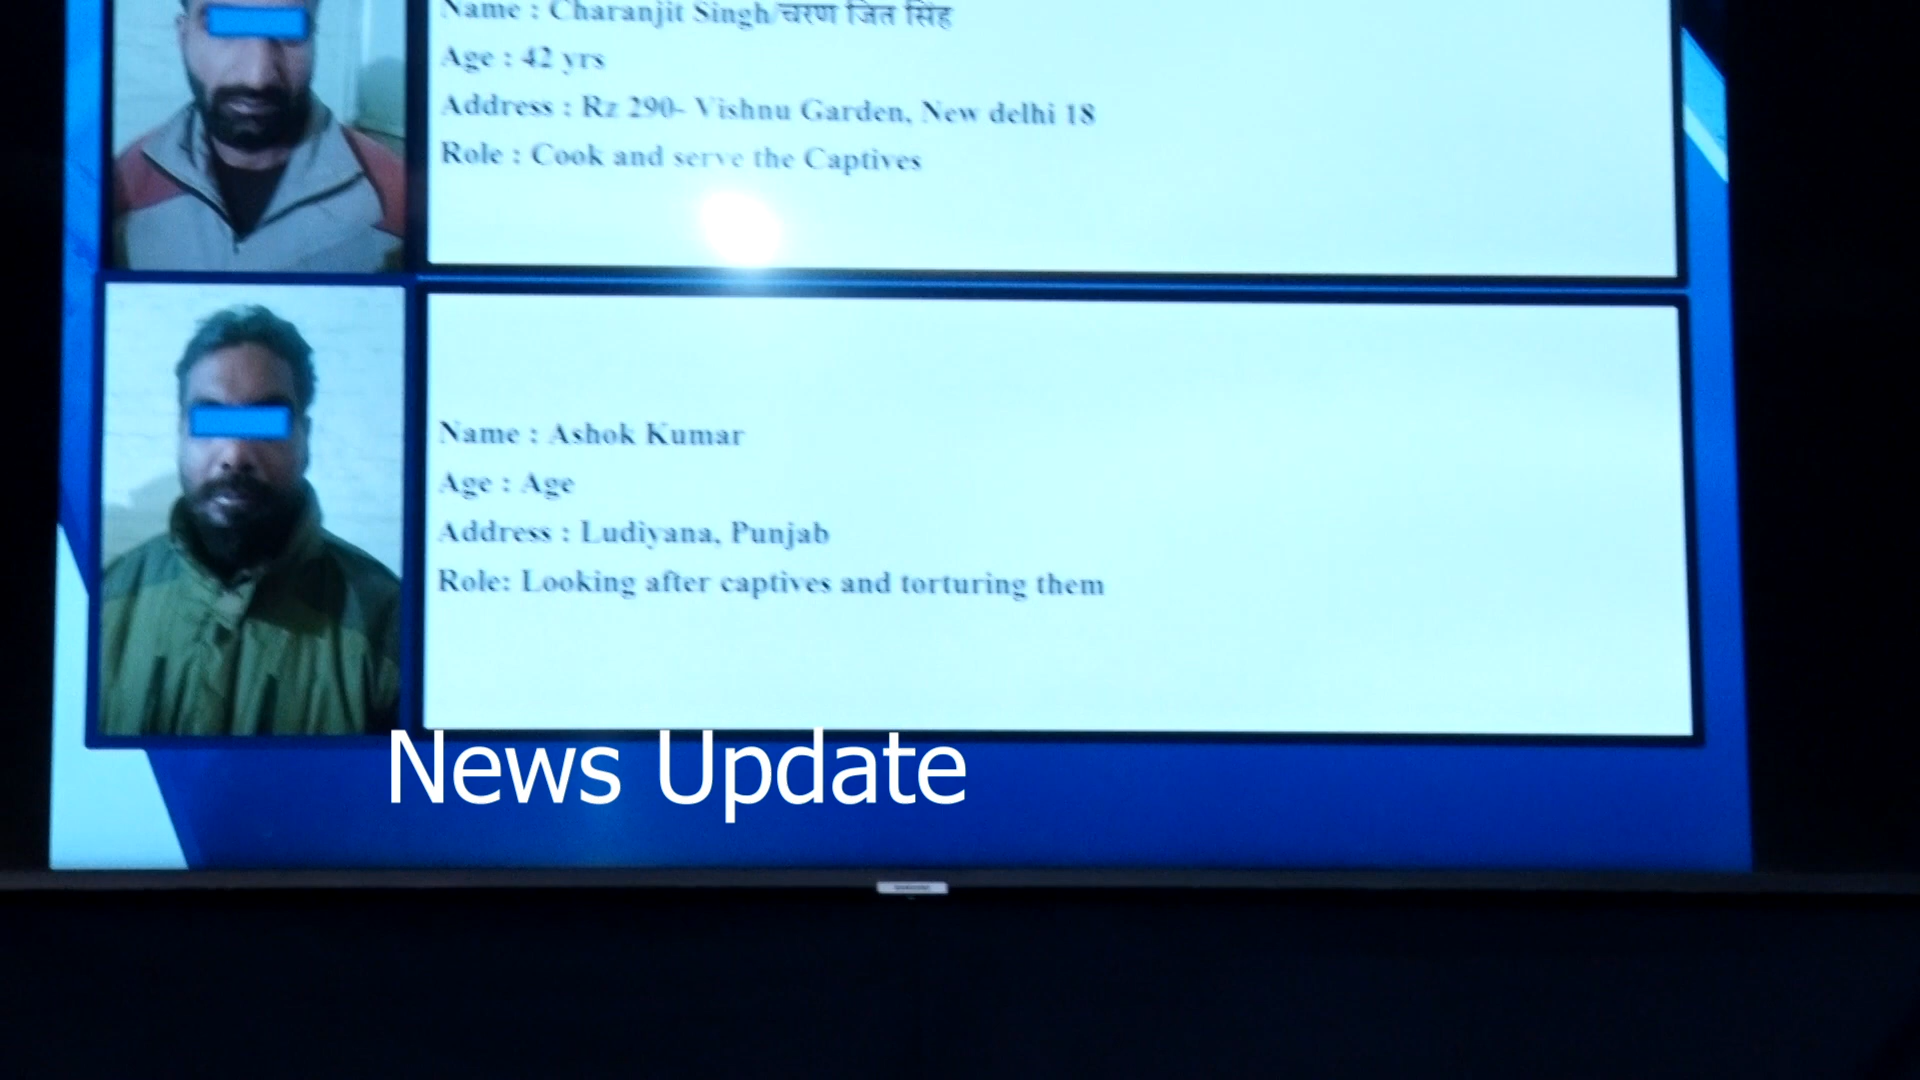 Name : Charanjit Singh/चरण जित सिंह
Age : 42 yrs
Address : Rz 290- Vishnu Garden, New delhi 18
Role : Cook and serve the Captives
Name : Ashok Kumar
Age : Age
Address : Ludiyana, Punjab
Role: Looking after captives and torturing them
News Update